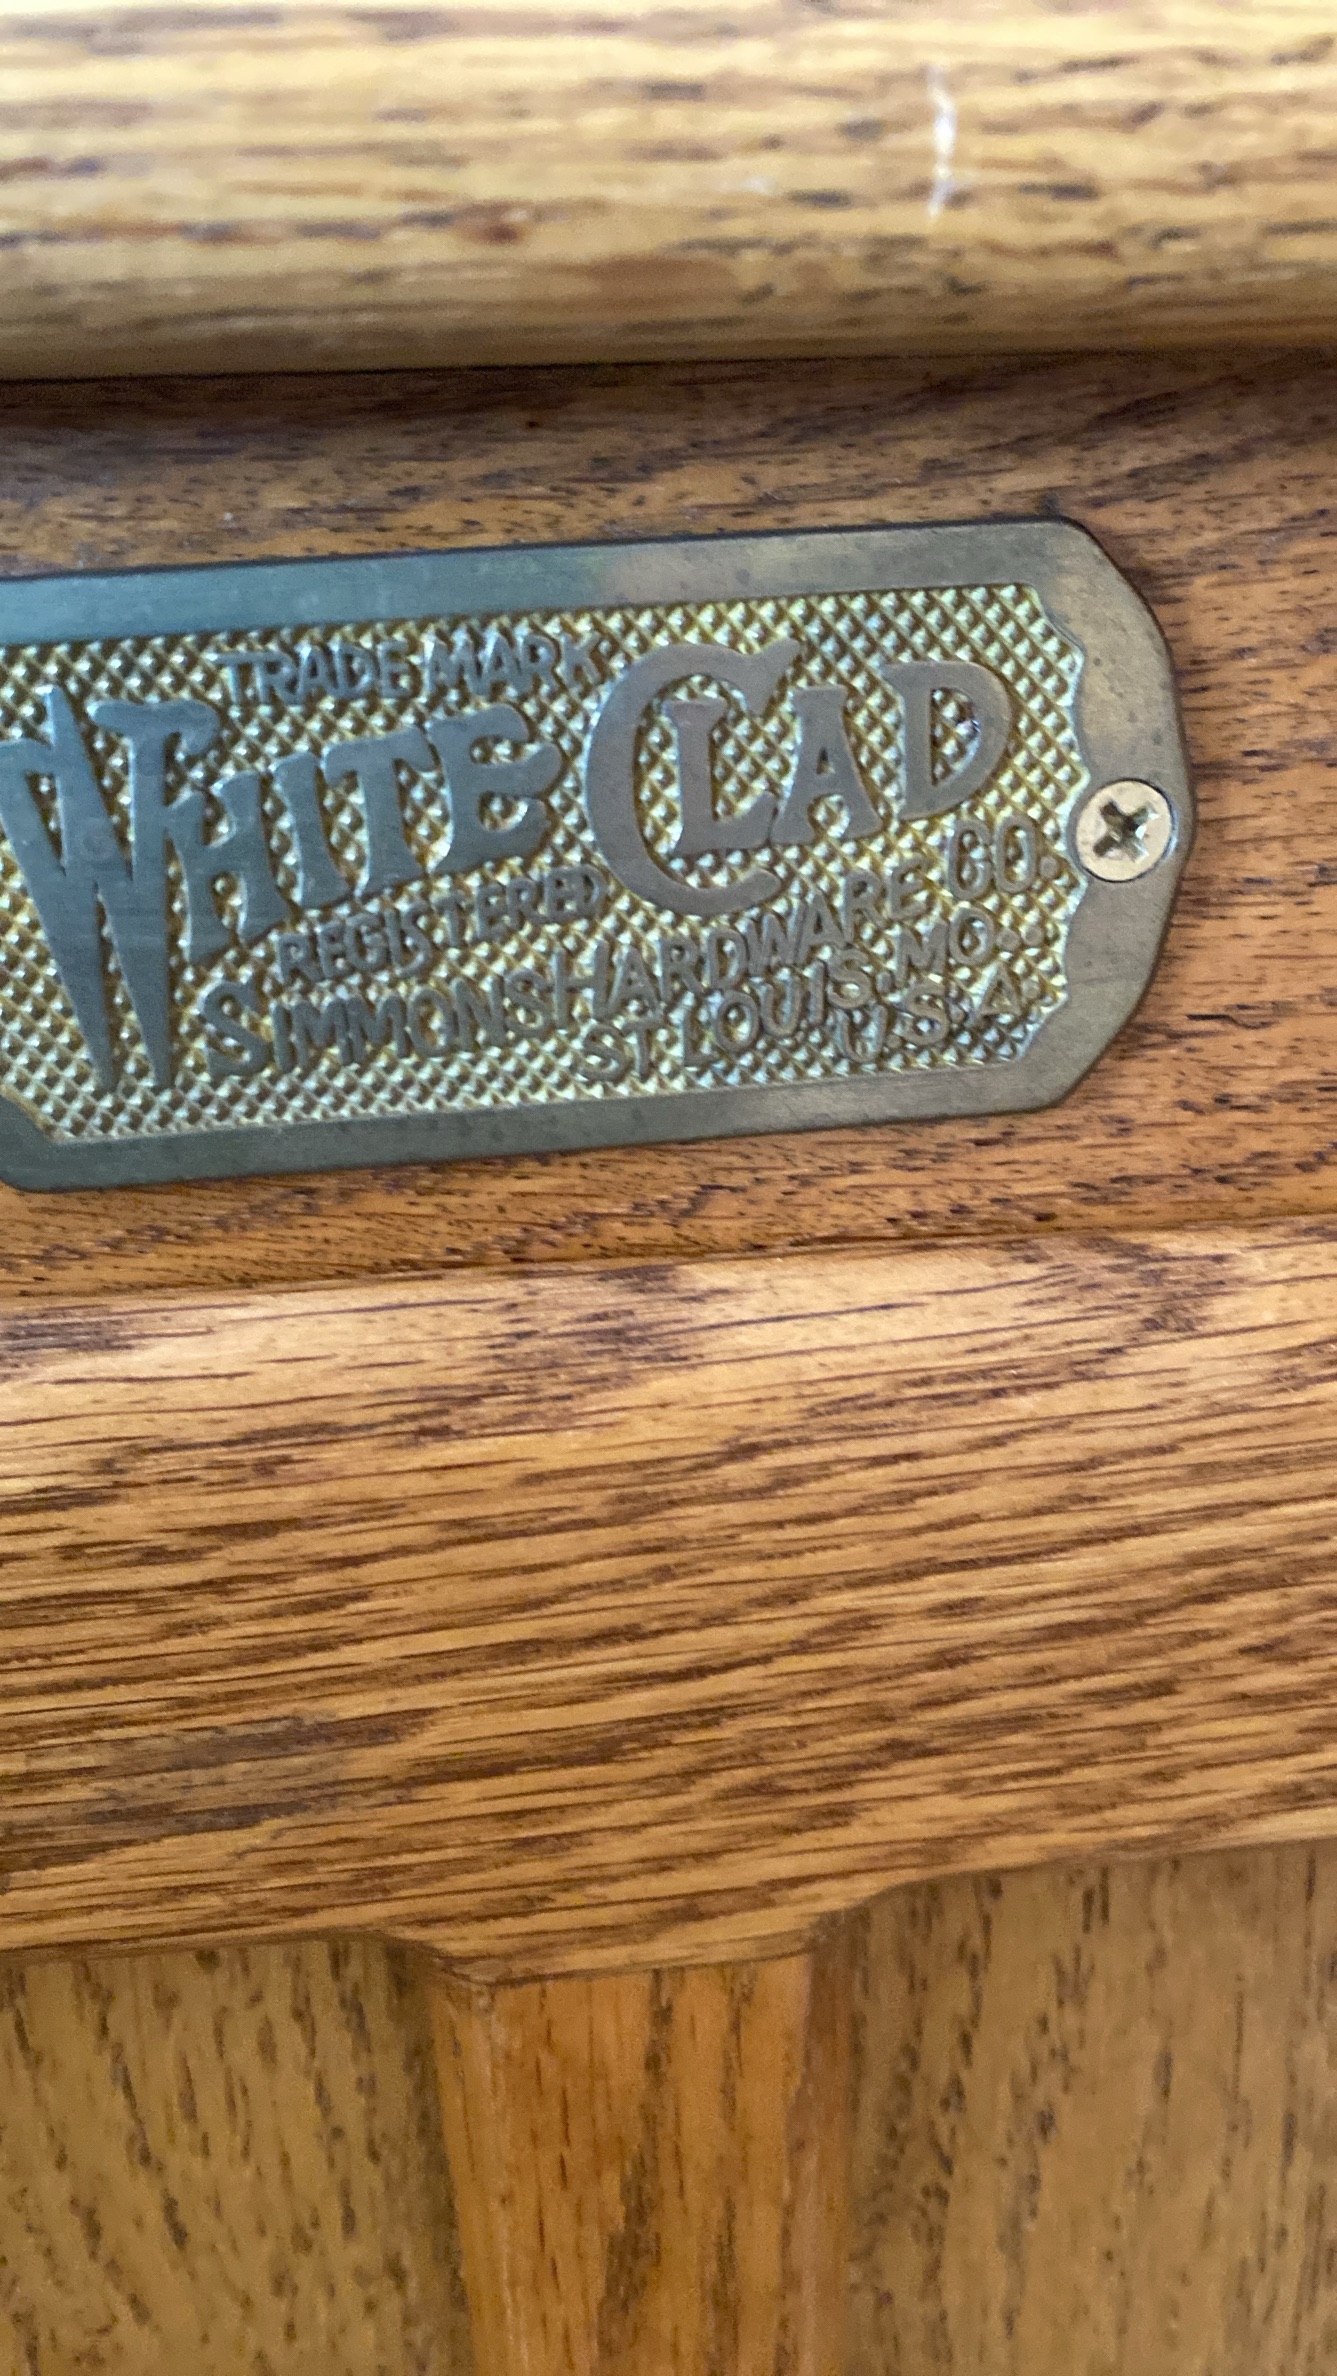 TRADE MARK
WHITE CLAD
REGISTERED
SIMMONS HARDWARE CO.
ST. LOUIS, MO.
U.S.A.